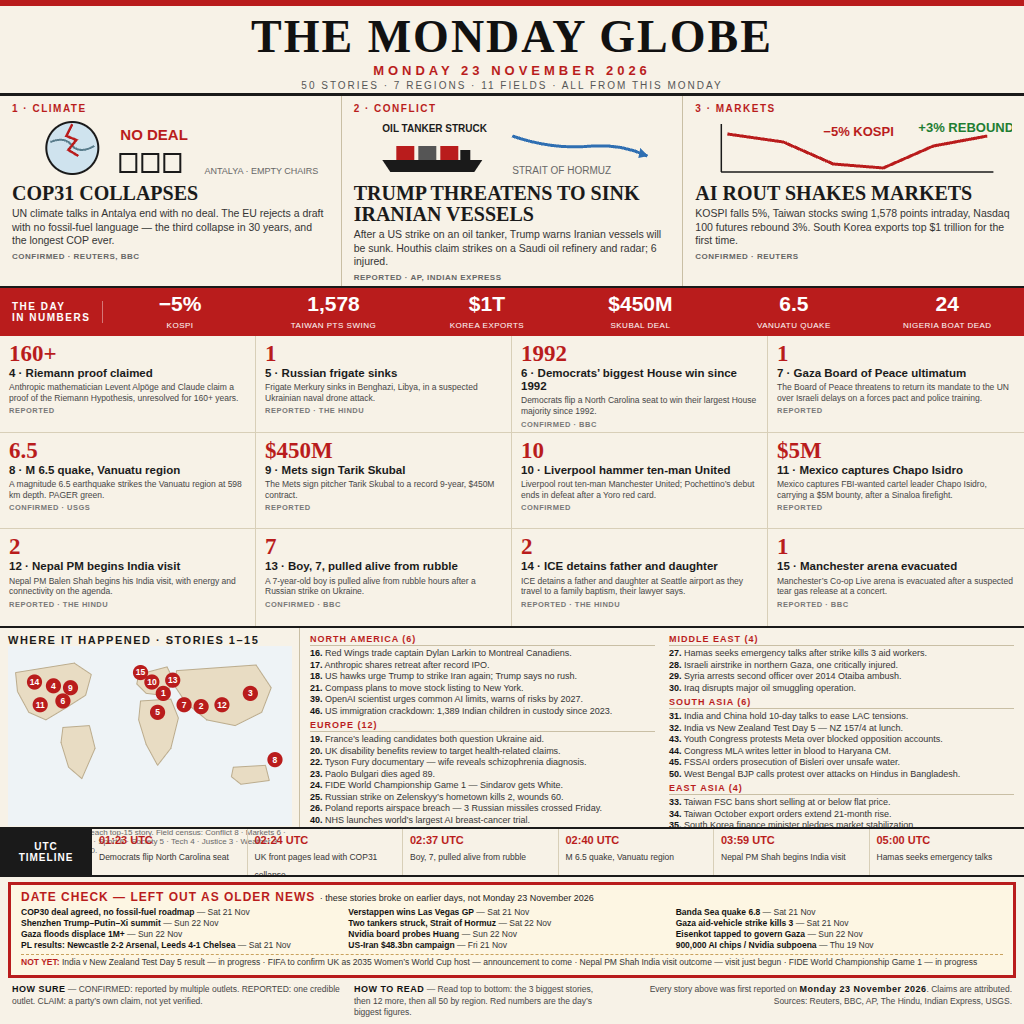 THE MONDAY GLOBE
MONDAY 23 NOVEMBER 2026
50 STORIES · 7 REGIONS · 11 FIELDS · ALL FROM THIS MONDAY
1 · CLIMATE
NO DEAL
ANTALYA · EMPTY CHAIRS
COP31 COLLAPSES
UN climate talks in Antalya end with no deal. The EU rejects a draft
with no fossil-fuel language — the third collapse in 30 years, and
the longest COP ever.
CONFIRMED · REUTERS, BBC
2 · CONFLICT
OIL TANKER STRUCK
STRAIT OF HORMUZ
TRUMP THREATENS TO SINK
IRANIAN VESSELS
After a US strike on an oil tanker, Trump warns Iranian vessels will
be sunk. Houthis claim strikes on a Saudi oil refinery and radar; 6
injured.
REPORTED · AP, INDIAN EXPRESS
3 · MARKETS
−5% KOSPI
+3% REBOUND
AI ROUT SHAKES MARKETS
KOSPI falls 5%, Taiwan stocks swing 1,578 points intraday, Nasdaq
100 futures rebound 3%. South Korea exports top $1 trillion for the
first time.
CONFIRMED · REUTERS
THE DAY
IN NUMBERS
−5%
KOSPI
1,578
TAIWAN PTS SWING
$1T
KOREA EXPORTS
$450M
SKUBAL DEAL
6.5
VANUATU QUAKE
24
NIGERIA BOAT DEAD
160+
4 · Riemann proof claimed
Anthropic mathematician Levent Alpöge and Claude claim a
proof of the Riemann Hypothesis, unresolved for 160+ years.
REPORTED
1
5 · Russian frigate sinks
Frigate Merkury sinks in Benghazi, Libya, in a suspected
Ukrainian naval drone attack.
REPORTED · THE HINDU
1992
6 · Democrats' biggest House win since
1992
Democrats flip a North Carolina seat to win their largest House
majority since 1992.
CONFIRMED · BBC
1
7 · Gaza Board of Peace ultimatum
The Board of Peace threatens to return its mandate to the UN
over Israeli delays on a forces pact and police training.
REPORTED
6.5
8 · M 6.5 quake, Vanuatu region
A magnitude 6.5 earthquake strikes the Vanuatu region at 598
km depth. PAGER green.
CONFIRMED · USGS
$450M
9 · Mets sign Tarik Skubal
The Mets sign pitcher Tarik Skubal to a record 9-year, $450M
contract.
REPORTED
10
10 · Liverpool hammer ten-man United
Liverpool rout ten-man Manchester United; Pochettino's debut
ends in defeat after a Yoro red card.
CONFIRMED
$5M
11 · Mexico captures Chapo Isidro
Mexico captures FBI-wanted cartel leader Chapo Isidro,
carrying a $5M bounty, after a Sinaloa firefight.
REPORTED
2
12 · Nepal PM begins India visit
Nepal PM Balen Shah begins his India visit, with energy and
connectivity on the agenda.
REPORTED · THE HINDU
7
13 · Boy, 7, pulled alive from rubble
A 7-year-old boy is pulled alive from rubble hours after a
Russian strike on Ukraine.
CONFIRMED · BBC
2
14 · ICE detains father and daughter
ICE detains a father and daughter at Seattle airport as they
travel to a family baptism, their lawyer says.
REPORTED · THE HINDU
1
15 · Manchester arena evacuated
Manchester's Co-op Live arena is evacuated after a suspected
tear gas release at a concert.
REPORTED · BBC
WHERE IT HAPPENED · STORIES 1–15
15
14 4 9 10 13
11 6 1 3
5 7 2 12
8
each top-15 story. Field census: Conflict 8 · Markets 6 ·
5 · Tech 4 · Justice 3 ·
NORTH AMERICA (6)
16. Red Wings trade captain Dylan Larkin to Montreal Canadiens.
17. Anthropic shares retreat after record IPO.
18. US hawks urge Trump to strike Iran again; Trump says no rush.
21. Compass plans to move stock listing to New York.
39. OpenAI scientist urges common AI limits, warns of risks by 2027.
46. US immigration crackdown: 1,389 Indian children in custody since 2023.
EUROPE (12)
19. France's leading candidates both question Ukraine aid.
20. UK disability benefits review to target health-related claims.
22. Tyson Fury documentary — wife reveals schizophrenia diagnosis.
23. Paolo Bulgari dies aged 89.
24. FIDE World Championship Game 1 — Sindarov gets White.
25. Russian strike on Zelenskyy's hometown kills 2, wounds 60.
26. Poland reports airspace breach — 3 Russian missiles crossed Friday.
40. NHS launches world's largest AI breast-cancer trial.
MIDDLE EAST (4)
27. Hamas seeks emergency talks after strike kills 3 aid workers.
28. Israeli airstrike in northern Gaza, one critically injured.
29. Syria arrests second officer over 2014 Otaiba ambush.
30. Iraq disrupts major oil smuggling operation.
SOUTH ASIA (6)
31. India and China hold 10-day talks to ease LAC tensions.
32. India vs New Zealand Test Day 5 — NZ 157/4 at lunch.
43. Youth Congress protests Meta over blocked opposition accounts.
44. Congress MLA writes letter in blood to Haryana CM.
45. FSSAI orders prosecution of Bisleri over unsafe water.
50. West Bengal BJP calls protest over attacks on Hindus in Bangladesh.
EAST ASIA (4)
33. Taiwan FSC bans short selling at or below flat price.
34. Taiwan October export orders extend 21-month rise.
35. South Korea finance minister pledges market stabilization.
UTC
TIMELINE
01:23 UTC
Democrats flip North Carolina seat
02:24 UTC
UK front pages lead with COP31
collapse
02:37 UTC
Boy, 7, pulled alive from rubble
02:40 UTC
M 6.5 quake, Vanuatu region
03:59 UTC
Nepal PM Shah begins India visit
05:00 UTC
Hamas seeks emergency talks
DATE CHECK — LEFT OUT AS OLDER NEWS · these stories broke on earlier days, not Monday 23 November 2026
COP30 deal agreed, no fossil-fuel roadmap — Sat 21 Nov
Shenzhen Trump–Putin–Xi summit — Sun 22 Nov
Gaza floods displace 1M+ — Sun 22 Nov
PL results: Newcastle 2-2 Arsenal, Leeds 4-1 Chelsea — Sat 21 Nov
Verstappen wins Las Vegas GP — Sat 21 Nov
Two tankers struck, Strait of Hormuz — Sat 22 Nov
Nvidia board probes Huang — Sun 22 Nov
US-Iran $48.3bn campaign — Fri 21 Nov
Banda Sea quake 6.8 — Sat 21 Nov
Gaza aid-vehicle strike kills 3 — Sat 21 Nov
Eisenkot tapped to govern Gaza — Sun 22 Nov
900,000 AI chips / Nvidia subpoena — Thu 19 Nov
NOT YET: India v New Zealand Test Day 5 result — in progress · FIFA to confirm UK as 2035 Women's World Cup host — announcement to come · Nepal PM Shah India visit outcome — visit just begun · FIDE World Championship Game 1 — in progress
HOW SURE — CONFIRMED: reported by multiple outlets. REPORTED: one credible
outlet. CLAIM: a party's own claim, not yet verified.
HOW TO READ — Read top to bottom: the 3 biggest stories,
then 12 more, then all 50 by region. Red numbers are the day's
biggest figures.
Every story above was first reported on Monday 23 November 2026. Claims are attributed.
Sources: Reuters, BBC, AP, The Hindu, Indian Express, USGS.